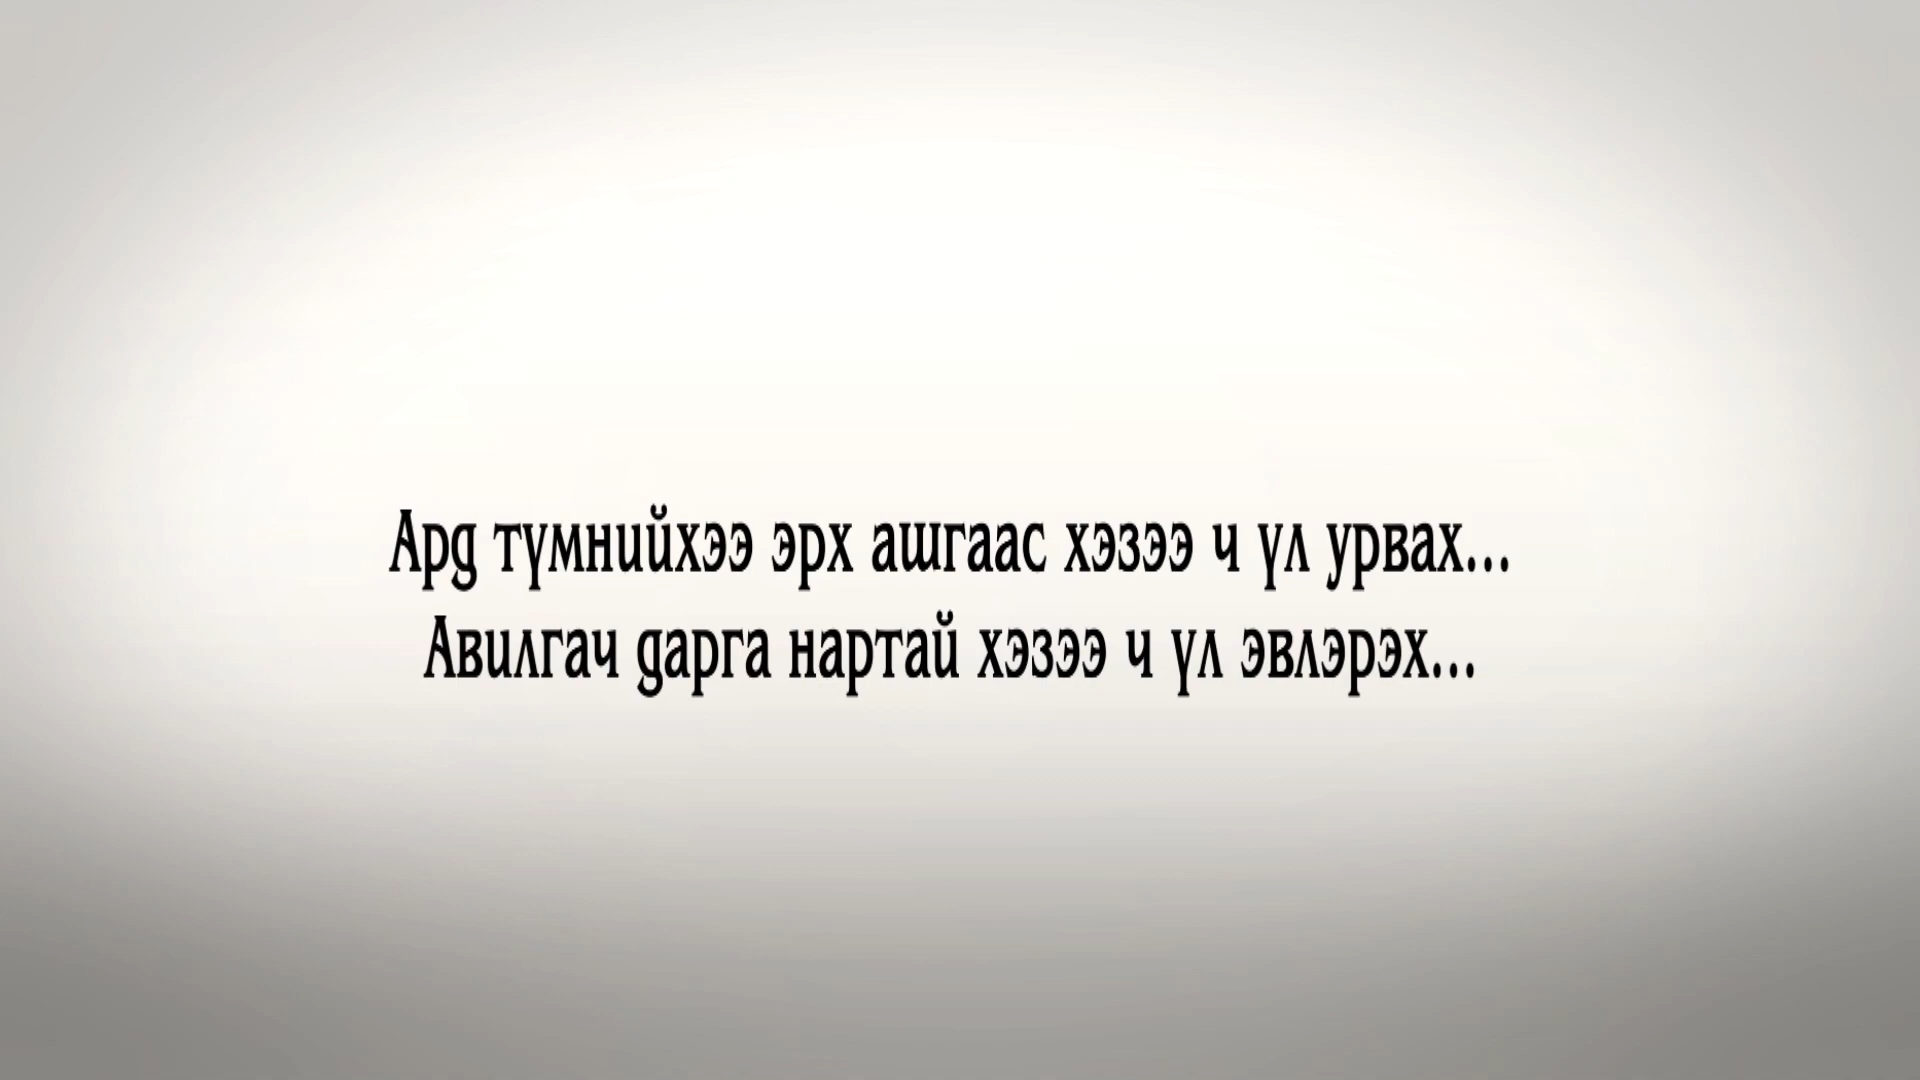 Ард түмнийхээ эрх ашгаас хэзээ ч үл урвах...
Авилгач дарга нартай хэзээ ч үл эвлэрэх...